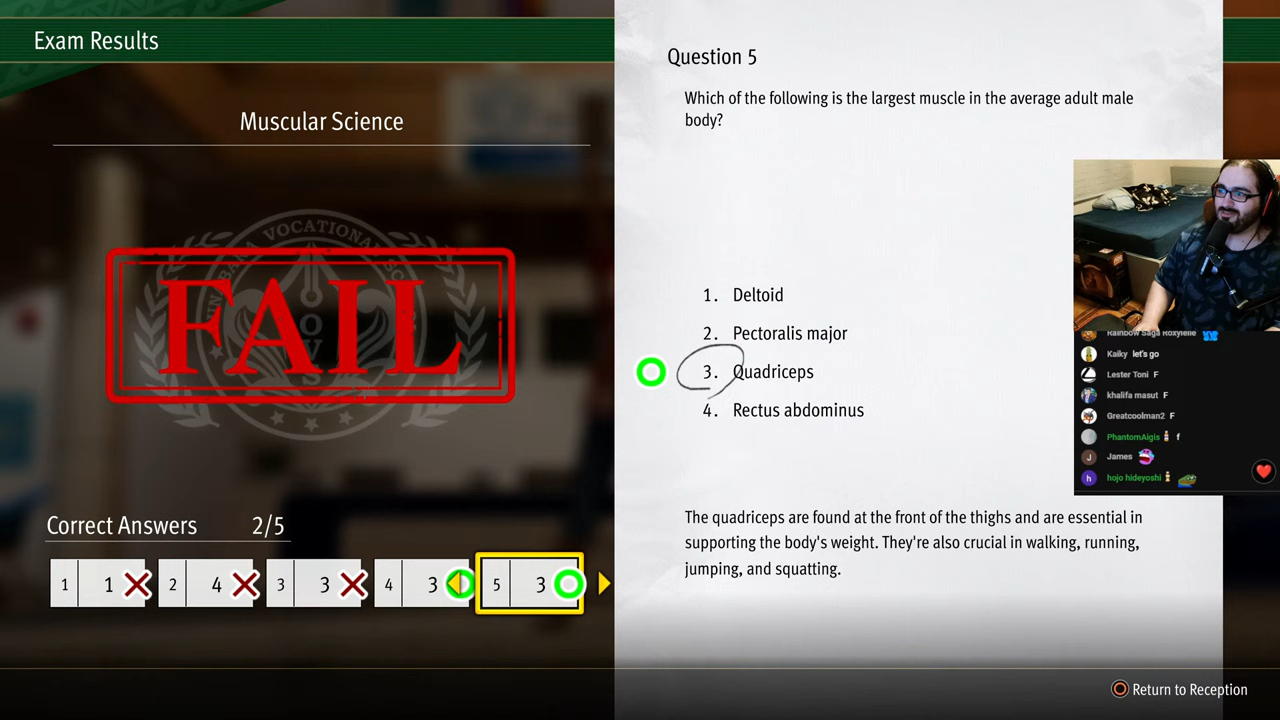 Exam Results
Muscular Science
VOCATIONAL
FAIL
Correct Answers 2/5
1 1 2 4 3 3 4 3 5 3
Question 5
Which of the following is the largest muscle in the average adult male
body?
1. Deltoid
2. Pectoralis major
3. Quadriceps
4. Rectus abdominus
The quadriceps are found at the front of the thighs and are essential in
supporting the body's weight. They're also crucial in walking, running,
jumping, and squatting.
Rainbow Saga Roxylelle
Kaiky let's go
Lester Toni F
khalifa masut F
Greatcoolman2 F
PhantomAigis f
J James
h hojo hideyoshi
Return to Reception